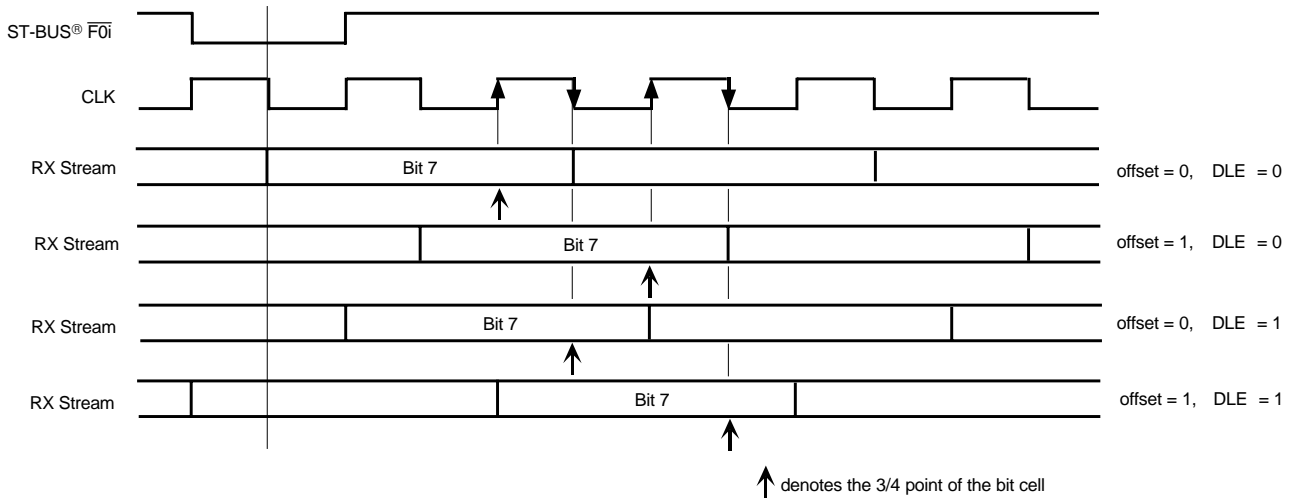 ST-BUS® F0i
CLK
RX Stream Bit 7 offset = 0, DLE = 0
RX Stream Bit 7 offset = 1, DLE = 0
RX Stream Bit 7 offset = 0, DLE = 1
RX Stream Bit 7 offset = 1, DLE = 1
denotes the 3/4 point of the bit cell